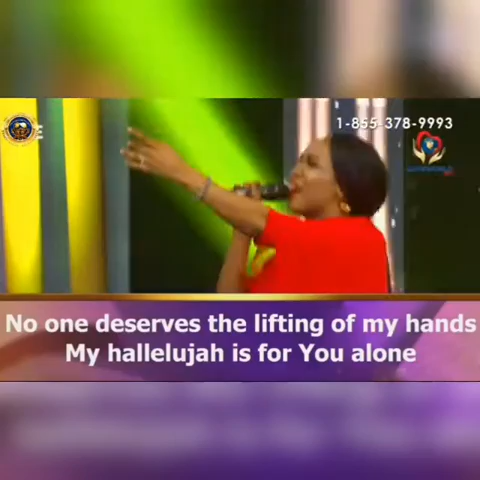 1-855-378-9993
No one deserves the lifting of my hands
My hallelujah is for You alone